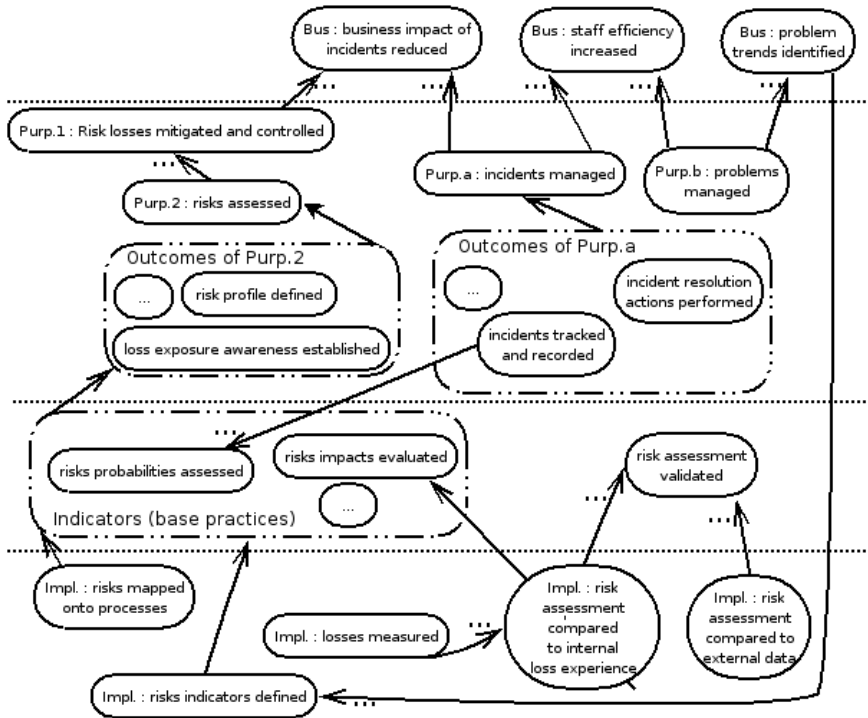 Bus : business impact of
incidents reduced
Bus : staff efficiency
increased
Bus : problem
trends identified
...
...
...
...
...
Purp.1 : Risk losses mitigated and controlled
...
Purp.a : incidents managed
Purp.b : problems
managed
Purp.2 : risks assessed
Outcomes of Purp.2
...
risk profile defined
loss exposure awareness established
Outcomes of Purp.a
...
incident resolution
actions performed
incidents tracked
and recorded
...
risks probabilities assessed
risks impacts evaluated
...
Indicators (base practices)
risk assessment
validated
...
...
Impl. : risks mapped
onto processes
Impl. : losses measured
...
Impl. : risk
assessment
compared
to internal
loss experience
Impl. : risk
assessment
compared to
external data
Impl. : risks indicators defined
...